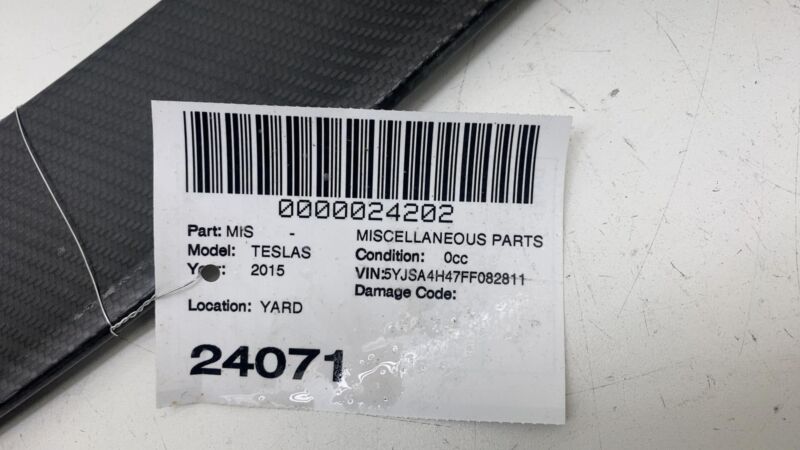 0000024202
Part: MIS - MISCELLANEOUS PARTS
Model: TESLAS Condition: 0cc
2015 VIN:5YJSA4H47FF082811
Damage Code:
Location: YARD
24071